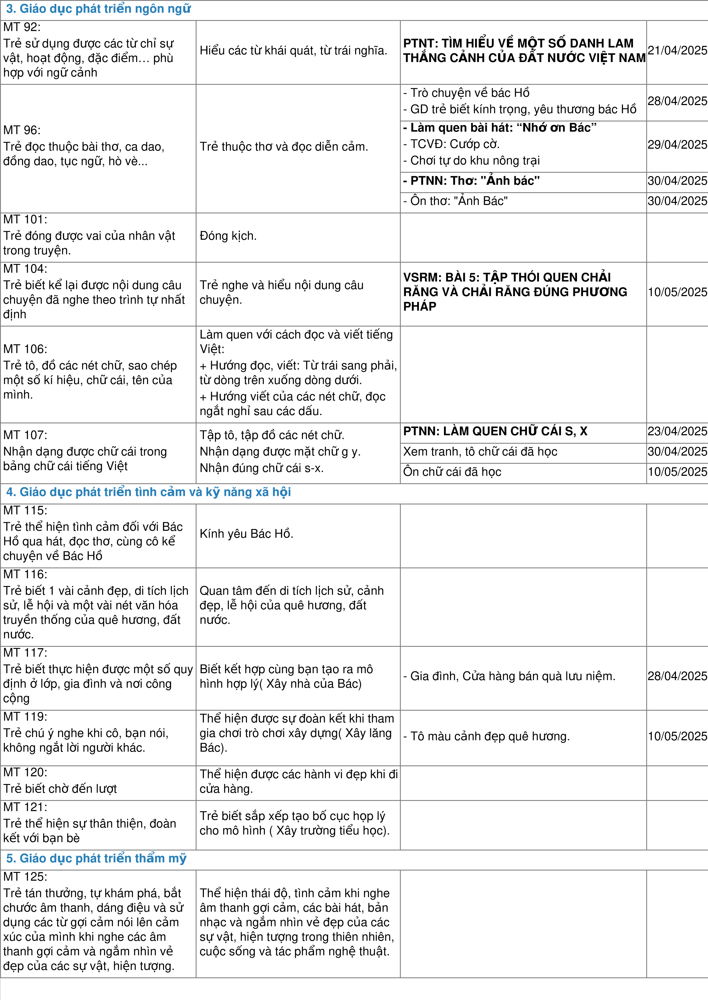 3. Giáo dục phát triển ngôn ngữ
MT 92:
Trẻ sử dụng được các từ chỉ sự
vật, hoạt động, đặc điểm… phù
hợp với ngữ cảnh
Hiểu các từ khái quát, từ trái nghĩa.
PTNT: TÌM HIỂU VỀ MỘT SỐ DANH LAM
THẮNG CẢNH CỦA ĐẤT NƯỚC VIỆT NAM
21/04/2025
MT 96:
Trẻ đọc thuộc bài thơ, ca dao,
đồng dao, tục ngữ, hò vè...
Trẻ thuộc thơ và đọc diễn cảm.
- Trò chuyện về bác Hồ
- GD trẻ biết kính trọng, yêu thương bác Hồ
28/04/2025
- Làm quen bài hát: “Nhớ ơn Bác”
- TCVĐ: Cướp cờ.
- Chơi tự do khu nông trại
29/04/2025
- PTNN: Thơ: "Ảnh bác"
30/04/2025
- Ôn thơ: "Ảnh Bác"
30/04/2025
MT 101:
Trẻ đóng được vai của nhân vật
trong truyện.
Đóng kịch.
MT 104:
Trẻ biết kể lại được nội dung câu
chuyện đã nghe theo trình tự nhất
định
Trẻ nghe và hiểu nội dung câu
chuyện.
VSRM: BÀI 5: TẬP THÓI QUEN CHẢI
RĂNG VÀ CHẢI RĂNG ĐÚNG PHƯƠNG
PHÁP
10/05/2025
MT 106:
Trẻ tô, đồ các nét chữ, sao chép
một số kí hiệu, chữ cái, tên của
mình.
Làm quen với cách đọc và viết tiếng
Việt:
+ Hướng đọc, viết: Từ trái sang phải,
từ dòng trên xuống dòng dưới.
+ Hướng viết của các nét chữ, đọc
ngắt nghỉ sau các dấu.
MT 107:
Nhận dạng được chữ cái trong
bảng chữ cái tiếng Việt
Tập tô, tập đồ các nét chữ.
Nhận dạng được mặt chữ g y.
Nhận đúng chữ cái s-x.
PTNN: LÀM QUEN CHỮ CÁI S, X
23/04/2025
Xem tranh, tô chữ cái đã học
30/04/2025
Ôn chữ cái đã học
10/05/2025
4. Giáo dục phát triển tình cảm và kỹ năng xã hội
MT 115:
Trẻ thể hiện tình cảm đối với Bác
Hồ qua hát, đọc thơ, cùng cô kể
chuyện về Bác Hồ
Kính yêu Bác Hồ.
MT 116:
Trẻ biết 1 vài cảnh đẹp, di tích lịch
sử, lễ hội và một vài nét văn hóa
truyền thống của quê hương, đất
nước.
Quan tâm đến di tích lịch sử, cảnh
đẹp, lễ hội của quê hương, đất
nước.
MT 117:
Trẻ biết thực hiện được một số quy
định ở lớp, gia đình và nơi công
cộng
Biết kết hợp cùng bạn tạo ra mô
hình hợp lý( Xây nhà của Bác)
- Gia đình, Cửa hàng bán quà lưu niệm.
28/04/2025
MT 119:
Trẻ chú ý nghe khi cô, bạn nói,
không ngắt lời người khác.
Thể hiện được sự đoàn kết khi tham
gia chơi trò chơi xây dựng( Xây lăng
Bác).
- Tô màu cảnh đẹp quê hương.
10/05/2025
MT 120:
Trẻ biết chờ đến lượt
Thể hiện được các hành vi đẹp khi đi
cửa hàng.
MT 121:
Trẻ thể hiện sự thân thiện, đoàn
kết với bạn bè
Trẻ biết sắp xếp tạo bố cục họp lý
cho mô hình ( Xây trường tiểu học).
5. Giáo dục phát triển thẩm mỹ
MT 125:
Trẻ tán thưởng, tự khám phá, bắt
chước âm thanh, dáng điệu và sử
dụng các từ gợi cảm nói lên cảm
xúc của mình khi nghe các âm
thanh gợi cảm và ngắm nhìn vẻ
đẹp của các sự vật, hiện tượng.
Thể hiện thái độ, tình cảm khi nghe
âm thanh gợi cảm, các bài hát, bản
nhạc và ngắm nhìn vẻ đẹp của các
sự vật, hiện tượng trong thiên nhiên,
cuộc sống và tác phẩm nghệ thuật.